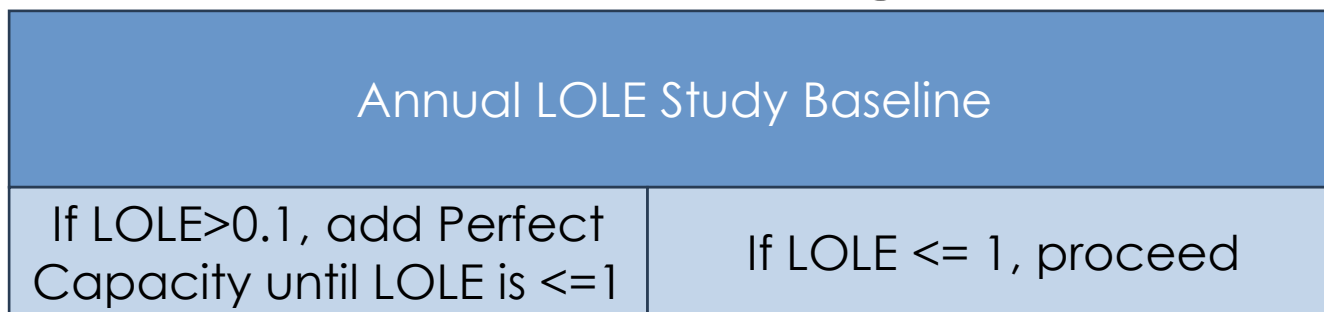 Annual LOLE Study Baseline
If LOLE>0.1, add Perfect
Capacity until LOLE is <=1
If LOLE <= 1, proceed